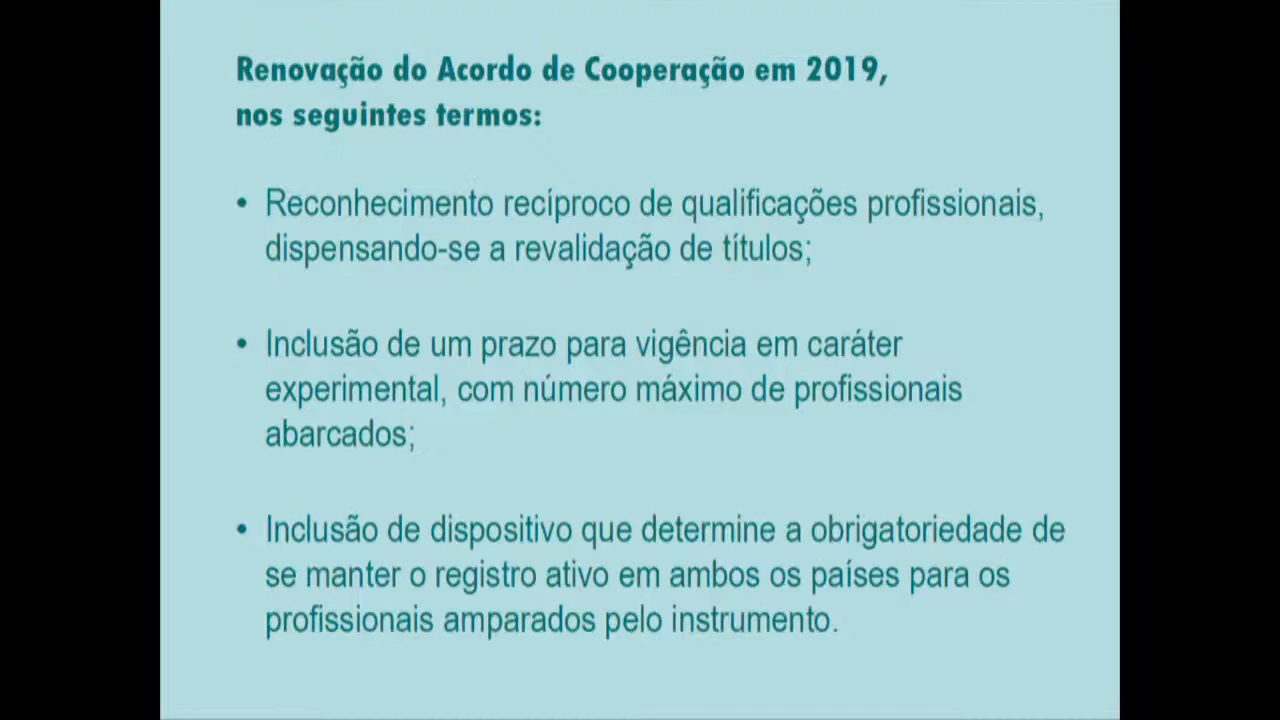 Renovação do Acordo de Cooperação em 2019,
nos seguintes termos:
• Reconhecimento recíproco de qualificações profissionais,
dispensando-se a revalidação de títulos;
• Inclusão de um prazo para vigência em caráter
experimental, com número máximo de profissionais
abarcados;
• Inclusão de dispositivo que determine a obrigatoriedade de
se manter o registro ativo em ambos os países para os
profissionais amparados pelo instrumento.